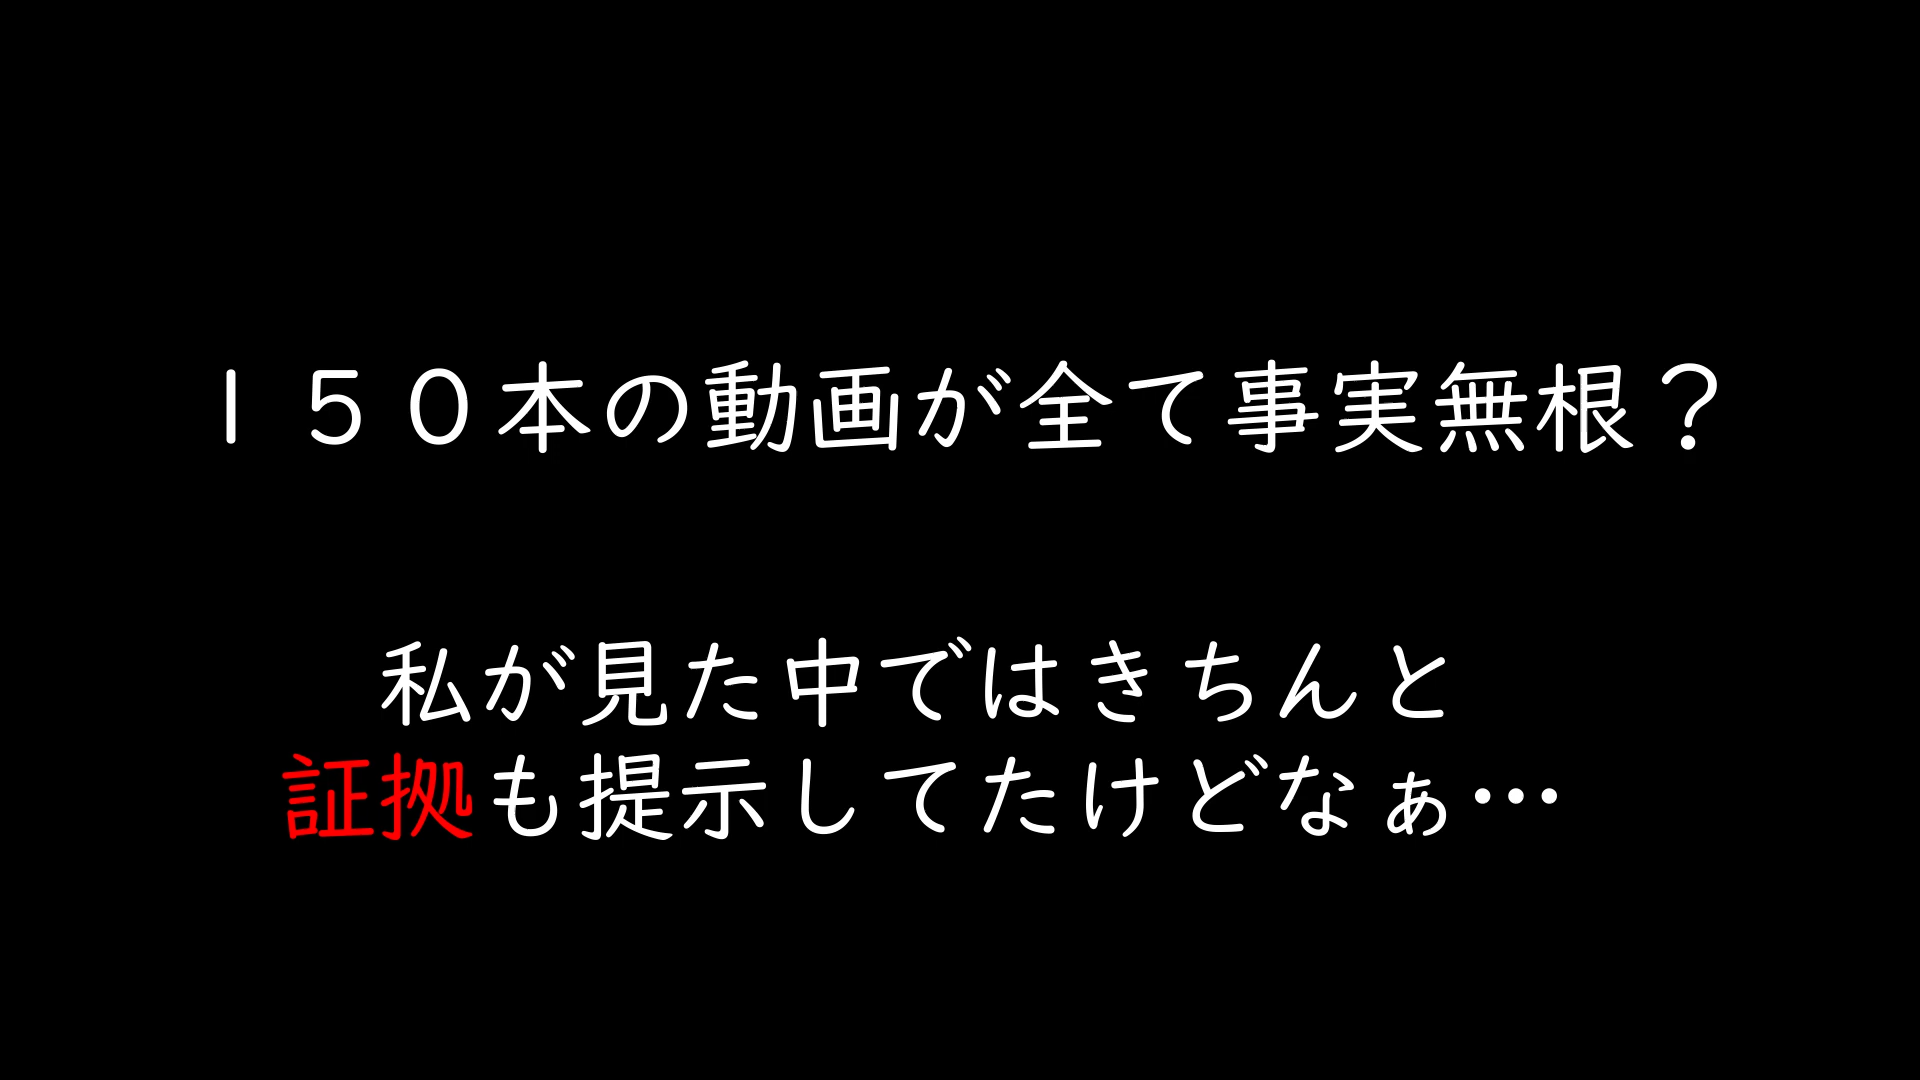 １５０本の動画が全て事実無根？
私が見た中ではきちんと
証拠も提示してたけどなぁ…